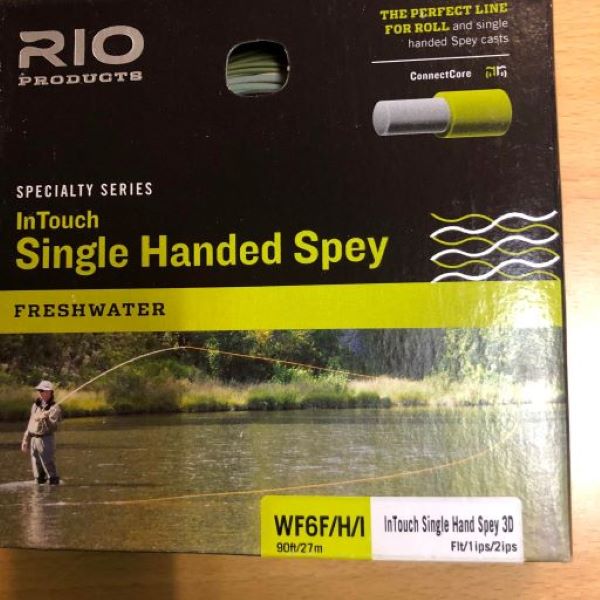 RIO
PRODUCTS
THE PERFECT LINE
FOR ROLL and single
handed Spey casts
ConnectCore
SPECIALTY SERIES
InTouch
Single Handed Spey
FRESHWATER
WF6F/H/I
90ft/27m
InTouch Single Hand Spey 3D
Flt/1ips/2ips